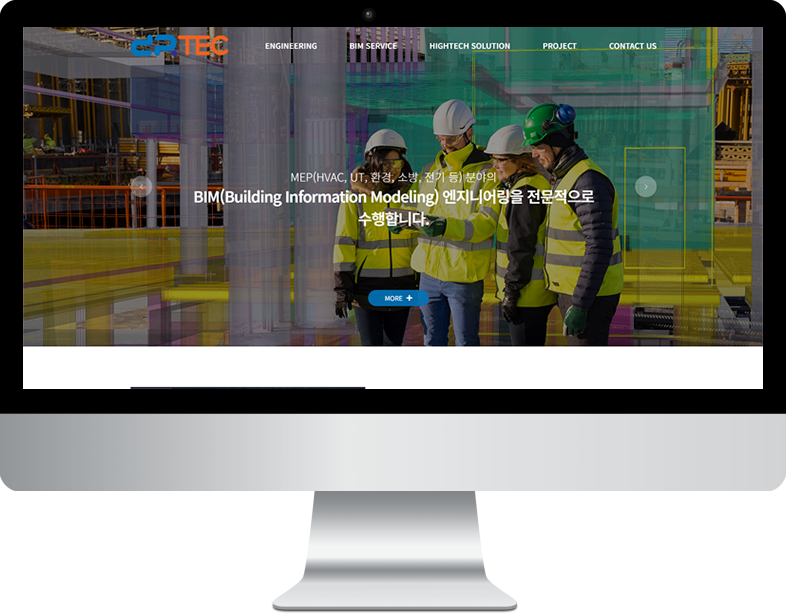 TEC
ENGINEERING BIM SERVICE HIGHTECH SOLUTION PROJECT CONTACT US
MEP(HVAC, UT, 환경, 소방, 전기 등) 분야의
BIM(Building Information Modeling) 엔지니어링을 전문적으로
수행합니다.
MORE +